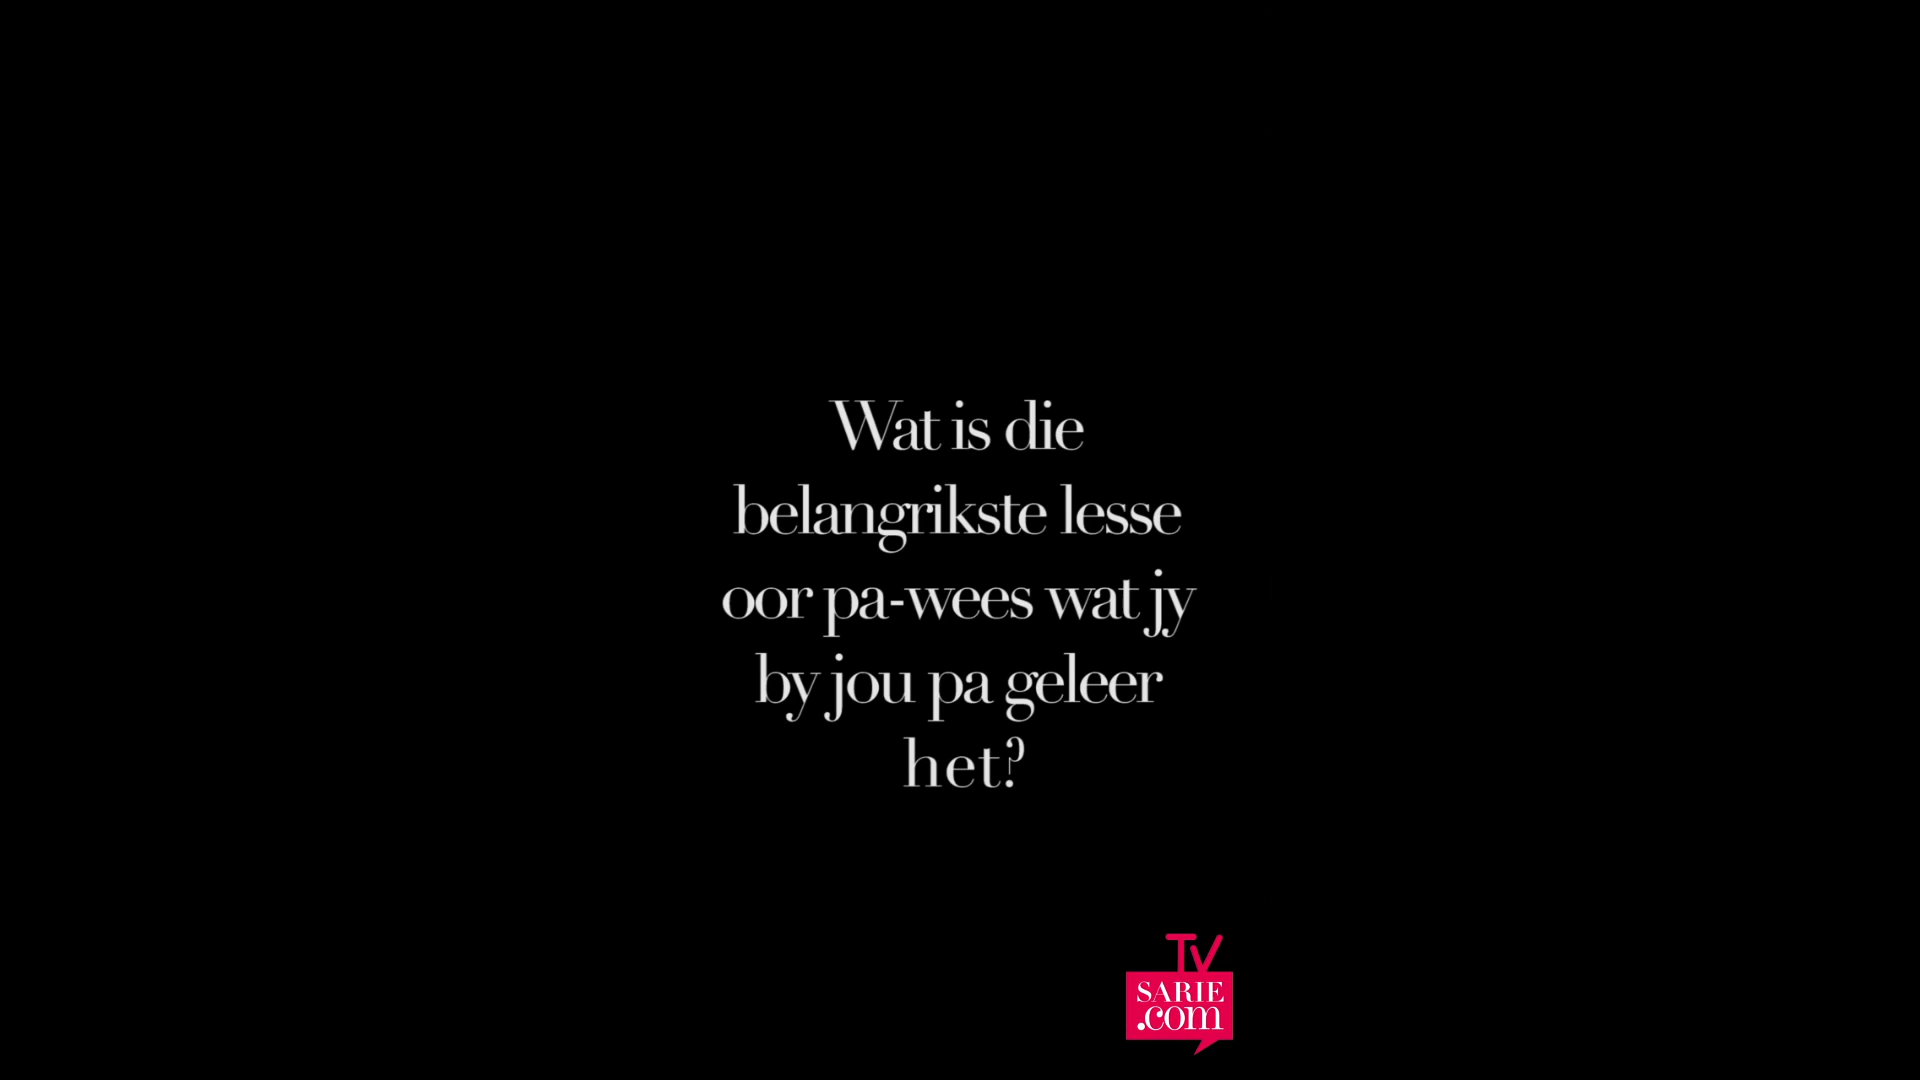 Wat is die
belangrikste lesse
oor pa-wees wat jy
by jou pa geleer
het?
TV
SARIE
.com